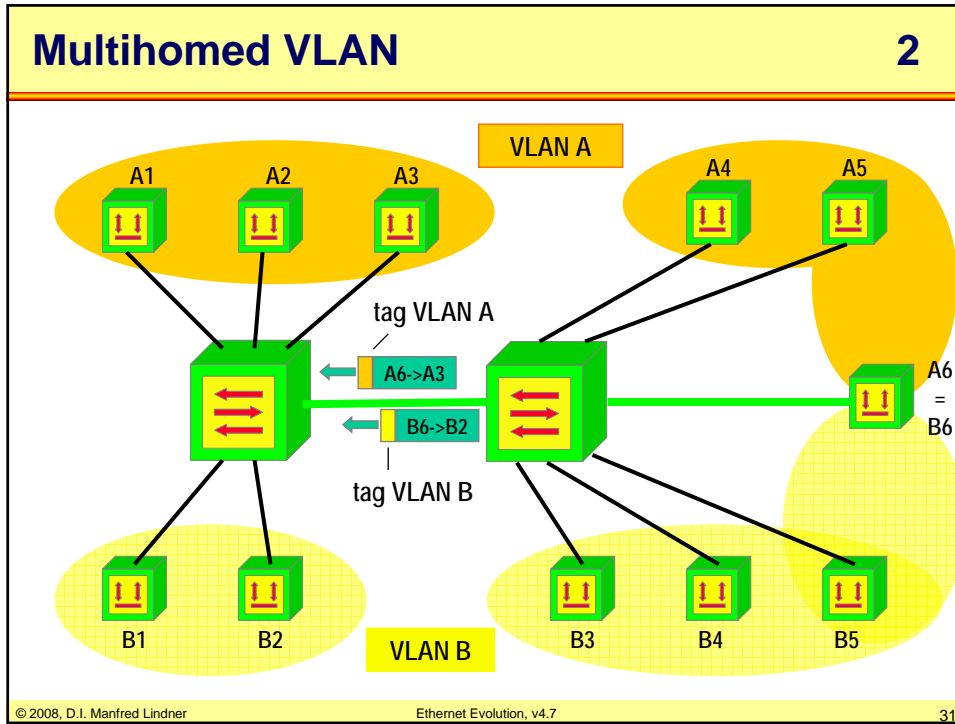 Multihomed VLAN 2
VLAN A
A1 A2 A3 A4 A5
tag VLAN A
A6->A3
A6
=
B6
B6->B2
tag VLAN B
B1 B2 B3 B4 B5
VLAN B
© 2008, D.I. Manfred Lindner Ethernet Evolution, v4.7 31